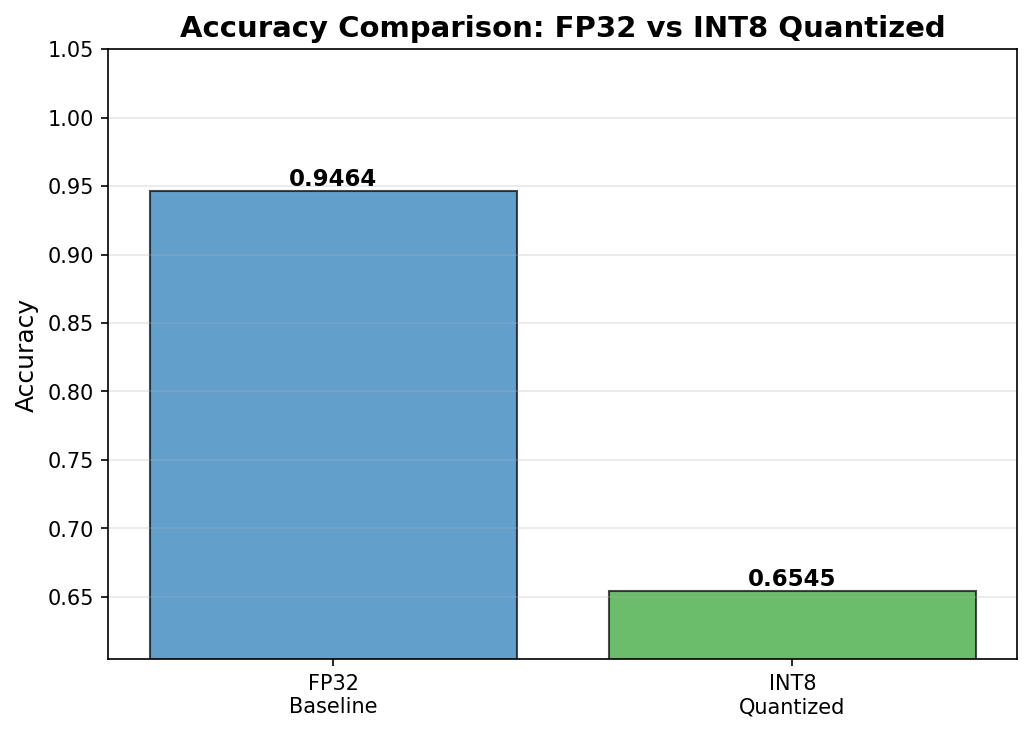 Accuracy Comparison: FP32 vs INT8 Quantized
1.05
1.00
0.95
0.90
0.85
0.80
0.75
0.70
0.65
Accuracy
0.9464
0.6545
FP32
Baseline
INT8
Quantized